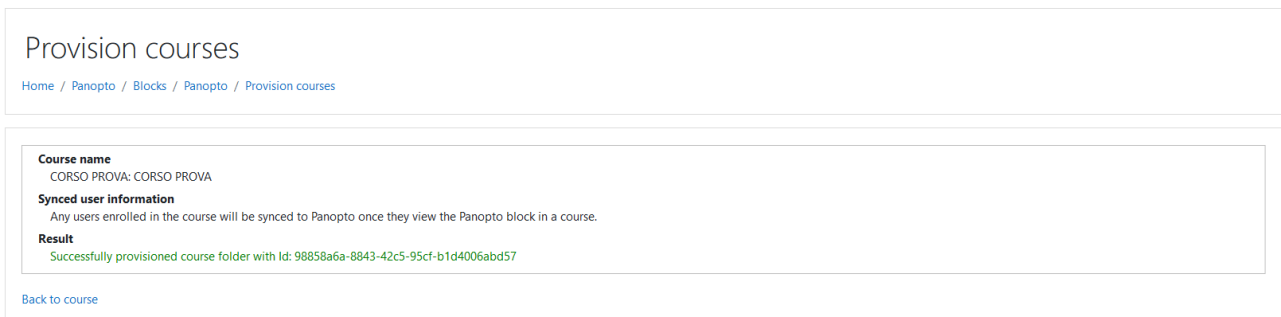 Provision courses
Home / Panopto / Blocks / Panopto / Provision courses
Course name
CORSO PROVA: CORSO PROVA
Synced user information
Any users enrolled in the course will be synced to Panopto once they view the Panopto block in a course.
Result
Successfully provisioned course folder with Id: 98858a6a-8843-42c5-95cf-b1d4006abd57
Back to course